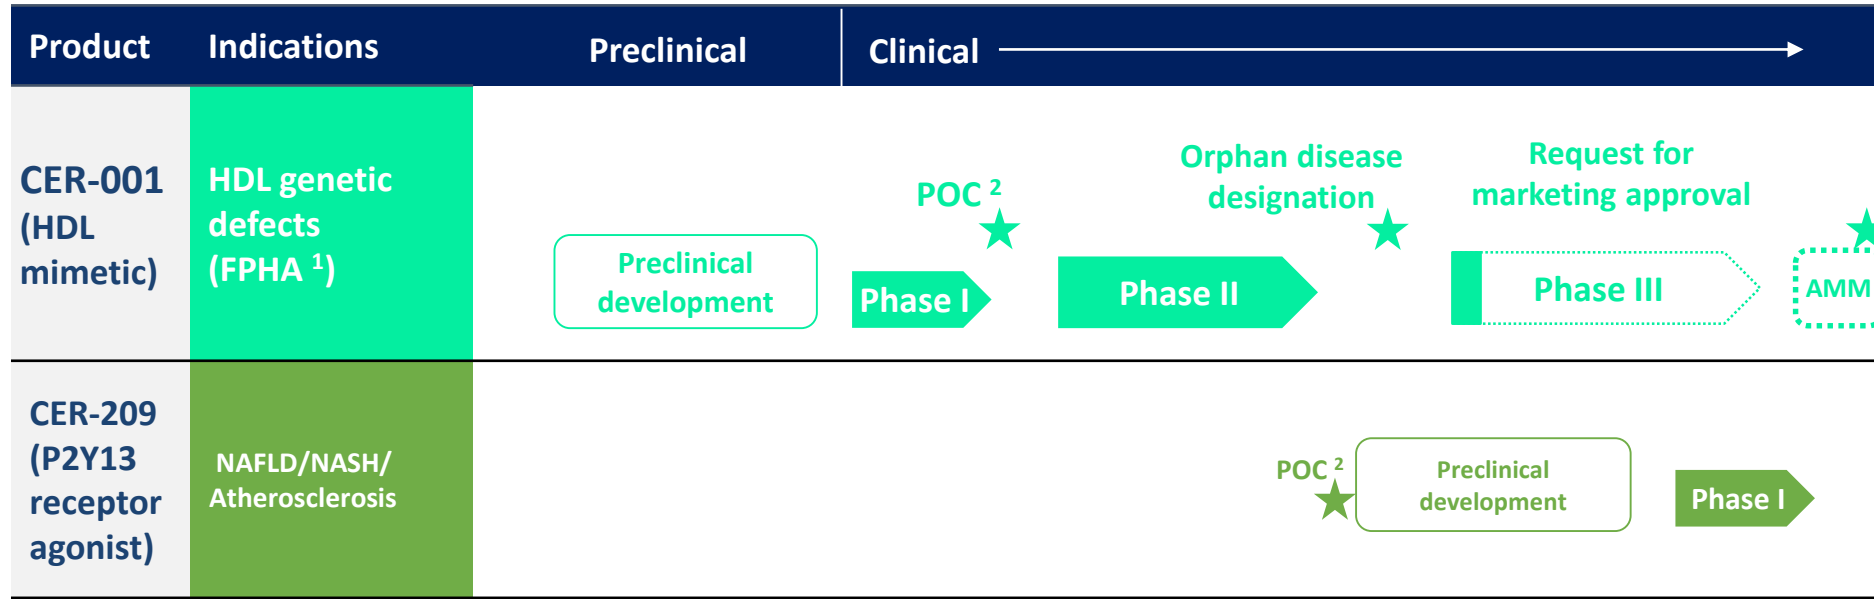 Product Indications Preclinical Clinical
CER-001
(HDL
mimetic)
HDL genetic
defects
(FPHA 1)
Preclinical
development
POC 2
Phase I
Phase II
Orphan disease
designation
Request for
marketing approval
Phase III
AMM
CER-209
(P2Y13
receptor
agonist)
NAFLD/NASH/
Atherosclerosis
POC 2
Preclinical
development
Phase I